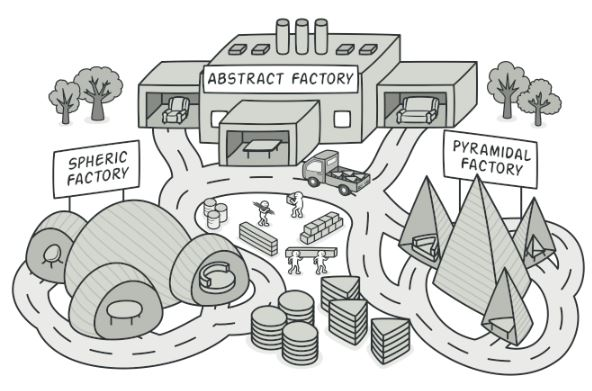 ABSTRACT FACTORY
SPHERIC
FACTORY
PYRAMIDAL
FACTORY